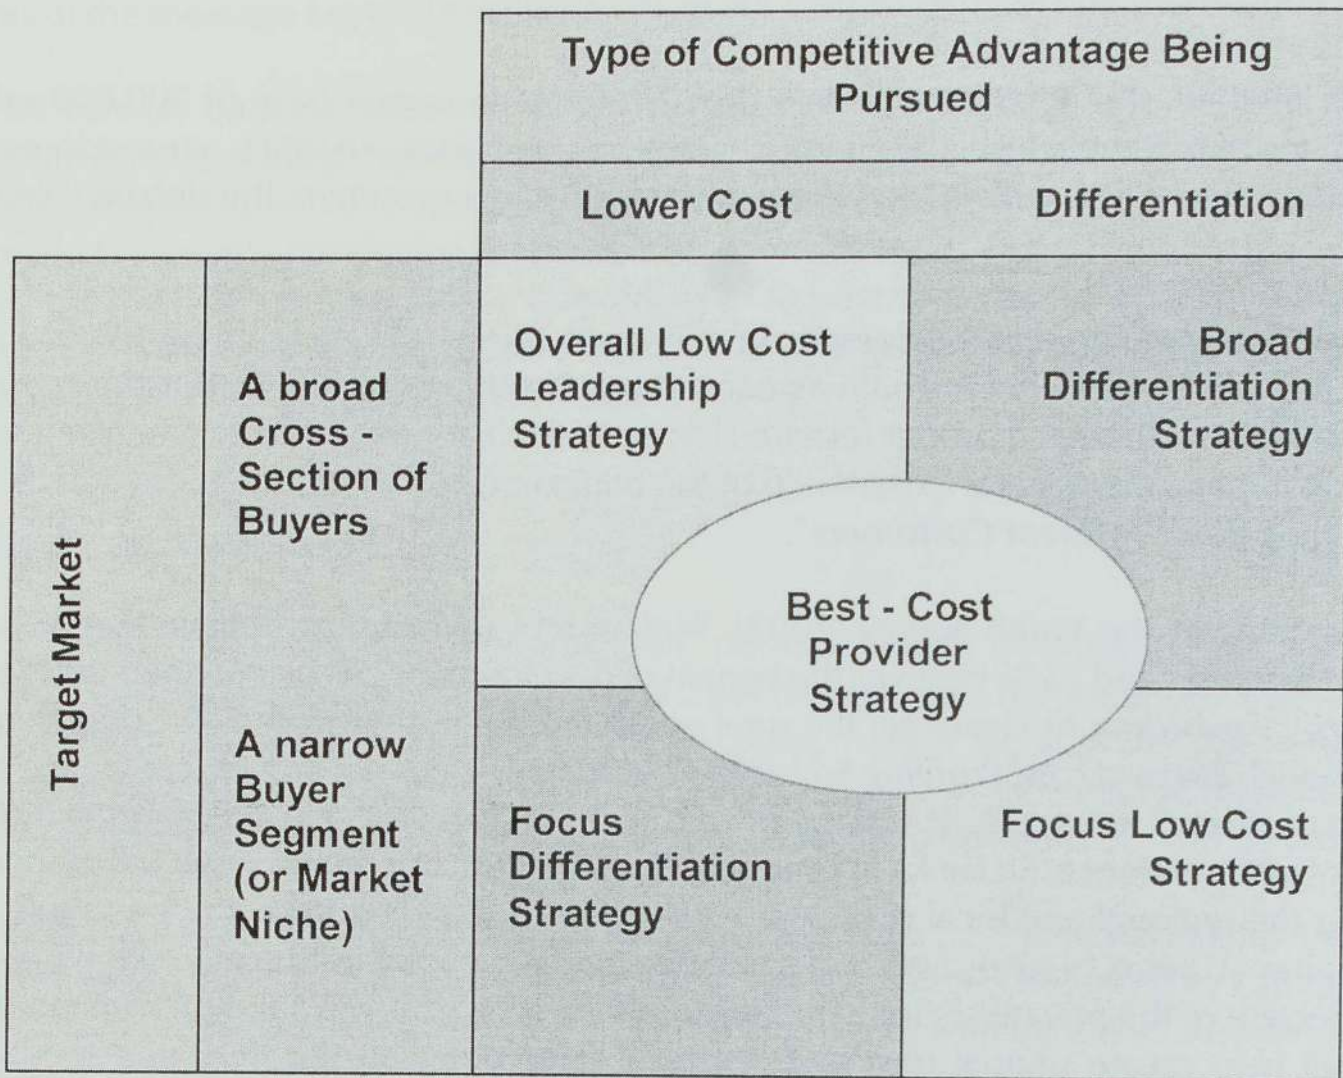 Type of Competitive Advantage Being
Pursued
Lower Cost
Differentiation
Target Market
A broad
Cross -
Section of
Buyers
Overall Low Cost
Leadership
Strategy
Broad
Differentiation
Strategy
Best - Cost
Provider
Strategy
A narrow
Buyer
Segment
(or Market
Niche)
Focus
Differentiation
Strategy
Focus Low Cost
Strategy